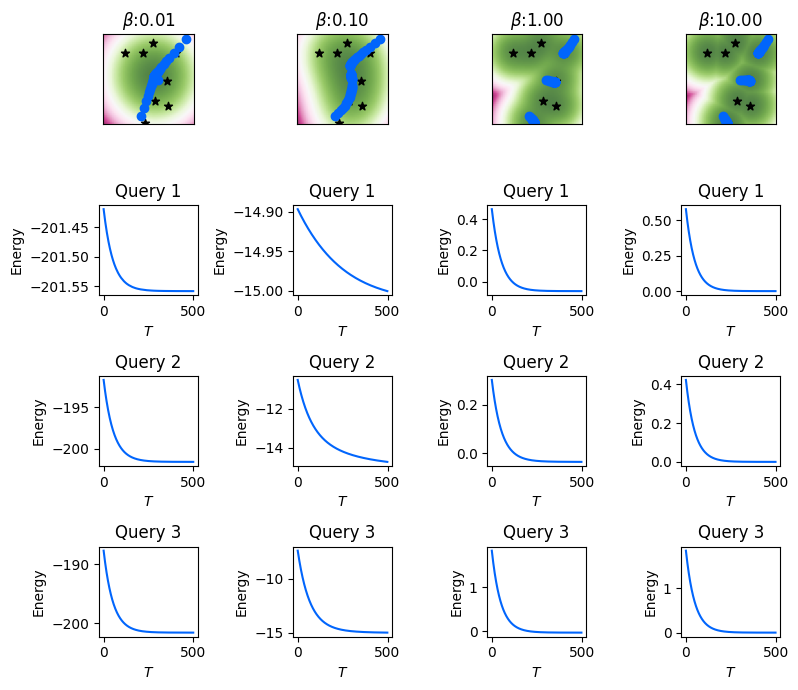 β:0.01 β:0.10 β:1.00 β:10.00
Query 1 Query 1 Query 1 Query 1
Energy Energy Energy Energy
−201.45 −14.90 0.4 0.50
−201.50 −14.95 0.2 0.25
−201.55 −15.00 0.0 0.00
0 500 0 500 0 500 0 500
T T T T
Query 2 Query 2 Query 2 Query 2
Energy Energy Energy Energy
−195 −12 0.2 0.4
−200 −14 0.0 0.2
0.0
0 500 0 500 0 500 0 500
T T T T
Query 3 Query 3 Query 3 Query 3
Energy Energy Energy Energy
−190 −10 1 1
−200 −15 0 0
0 500 0 500 0 500 0 500
T T T T